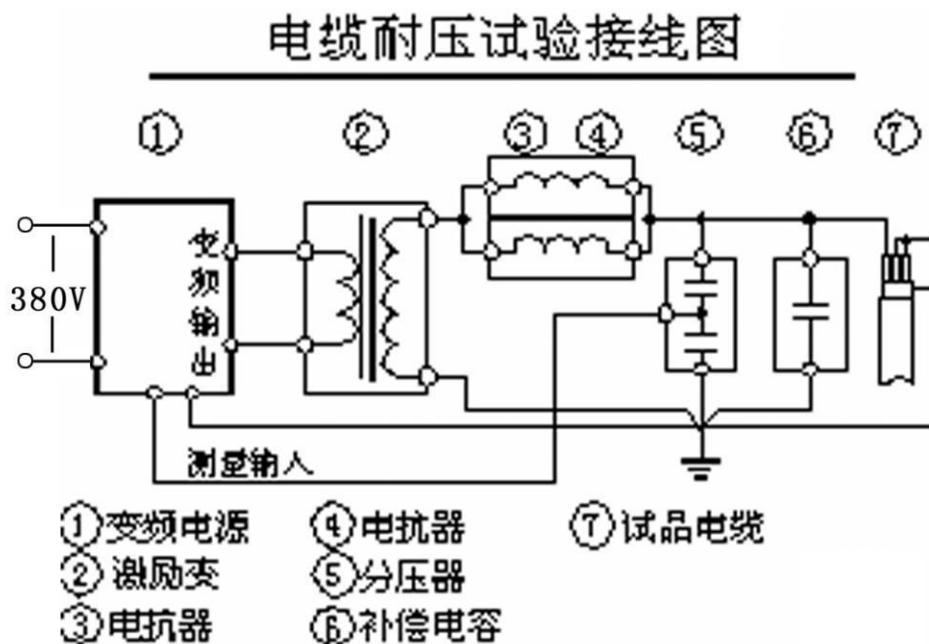 电缆耐压试验接线图
① ② ③ ④ ⑤ ⑥ ⑦
380V
变频输出
测量输入
①变频电源 ④电抗器 ⑦试品电缆
②激励变 ⑤分压器
③电抗器 ⑥补偿电容